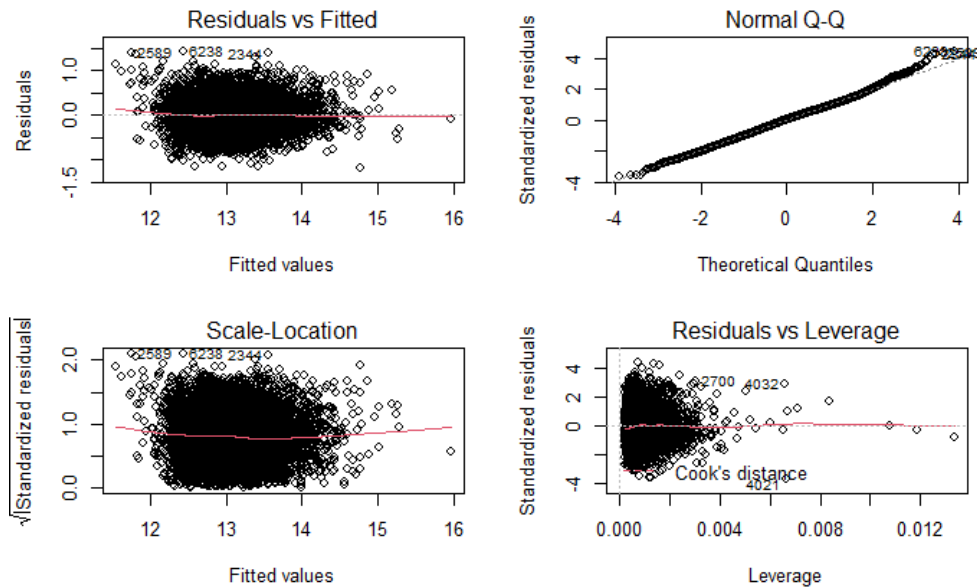 Residuals vs Fitted
Residuals
1.0
0.0
-1.5
2589
6238
2344
12 13 14 15 16
Fitted values
Normal Q-Q
Standardized residuals
4
2
0
-4
-4 -2 0 2 4
Theoretical Quantiles
Scale-Location
√|Standardized residuals|
2.0
1.0
0.0
2589
6238
2344
12 13 14 15 16
Fitted values
Residuals vs Leverage
Standardized residuals
4
2
0
-4
2700
4032
Cook's distance
4021
0.000 0.004 0.008 0.012
Leverage